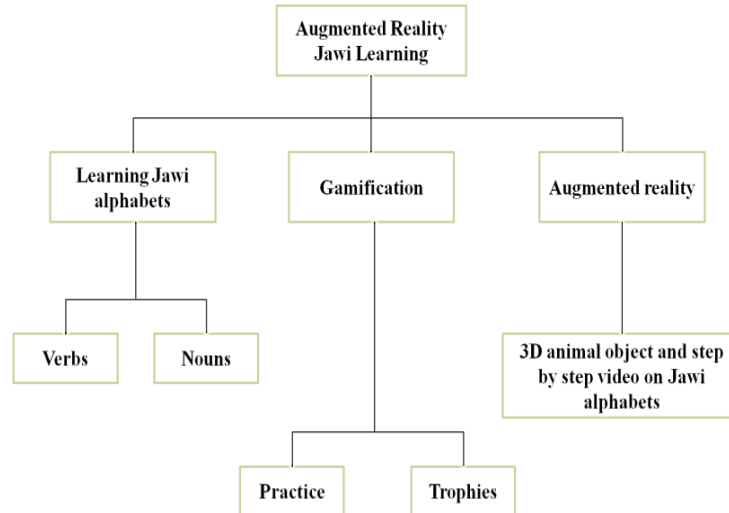 Augmented Reality
Jawi Learning
Learning Jawi
alphabets
Gamification
Augmented reality
Verbs
Nouns
3D animal object and step
by step video on Jawi
alphabets
Practice
Trophies